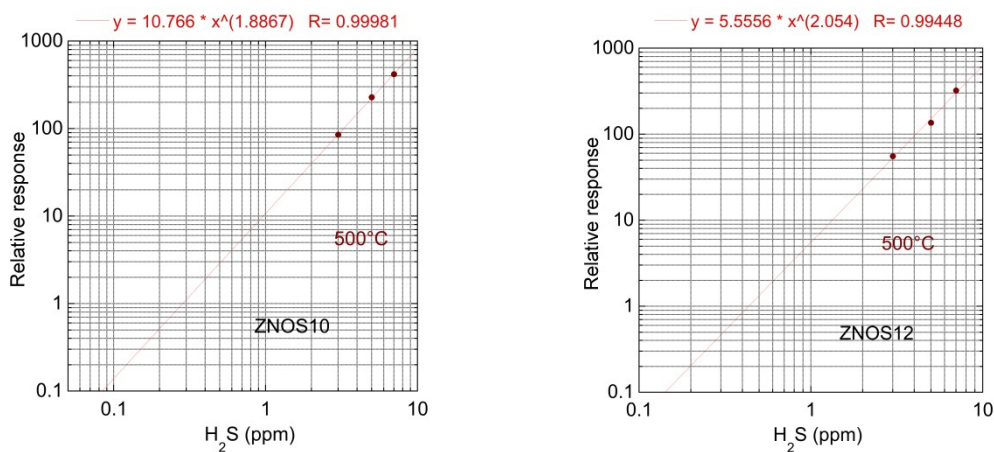 y = 10.766 * x^(1.8867) R= 0.99981
1000
100
10
1
0.1
Relative response
500°C
ZNOS10
0.1 1 10
H₂S (ppm)
y = 5.5556 * x^(2.054) R= 0.99448
1000
100
10
1
0.1
Relative response
500°C
ZNOS12
0.1 1 10
H₂S (ppm)